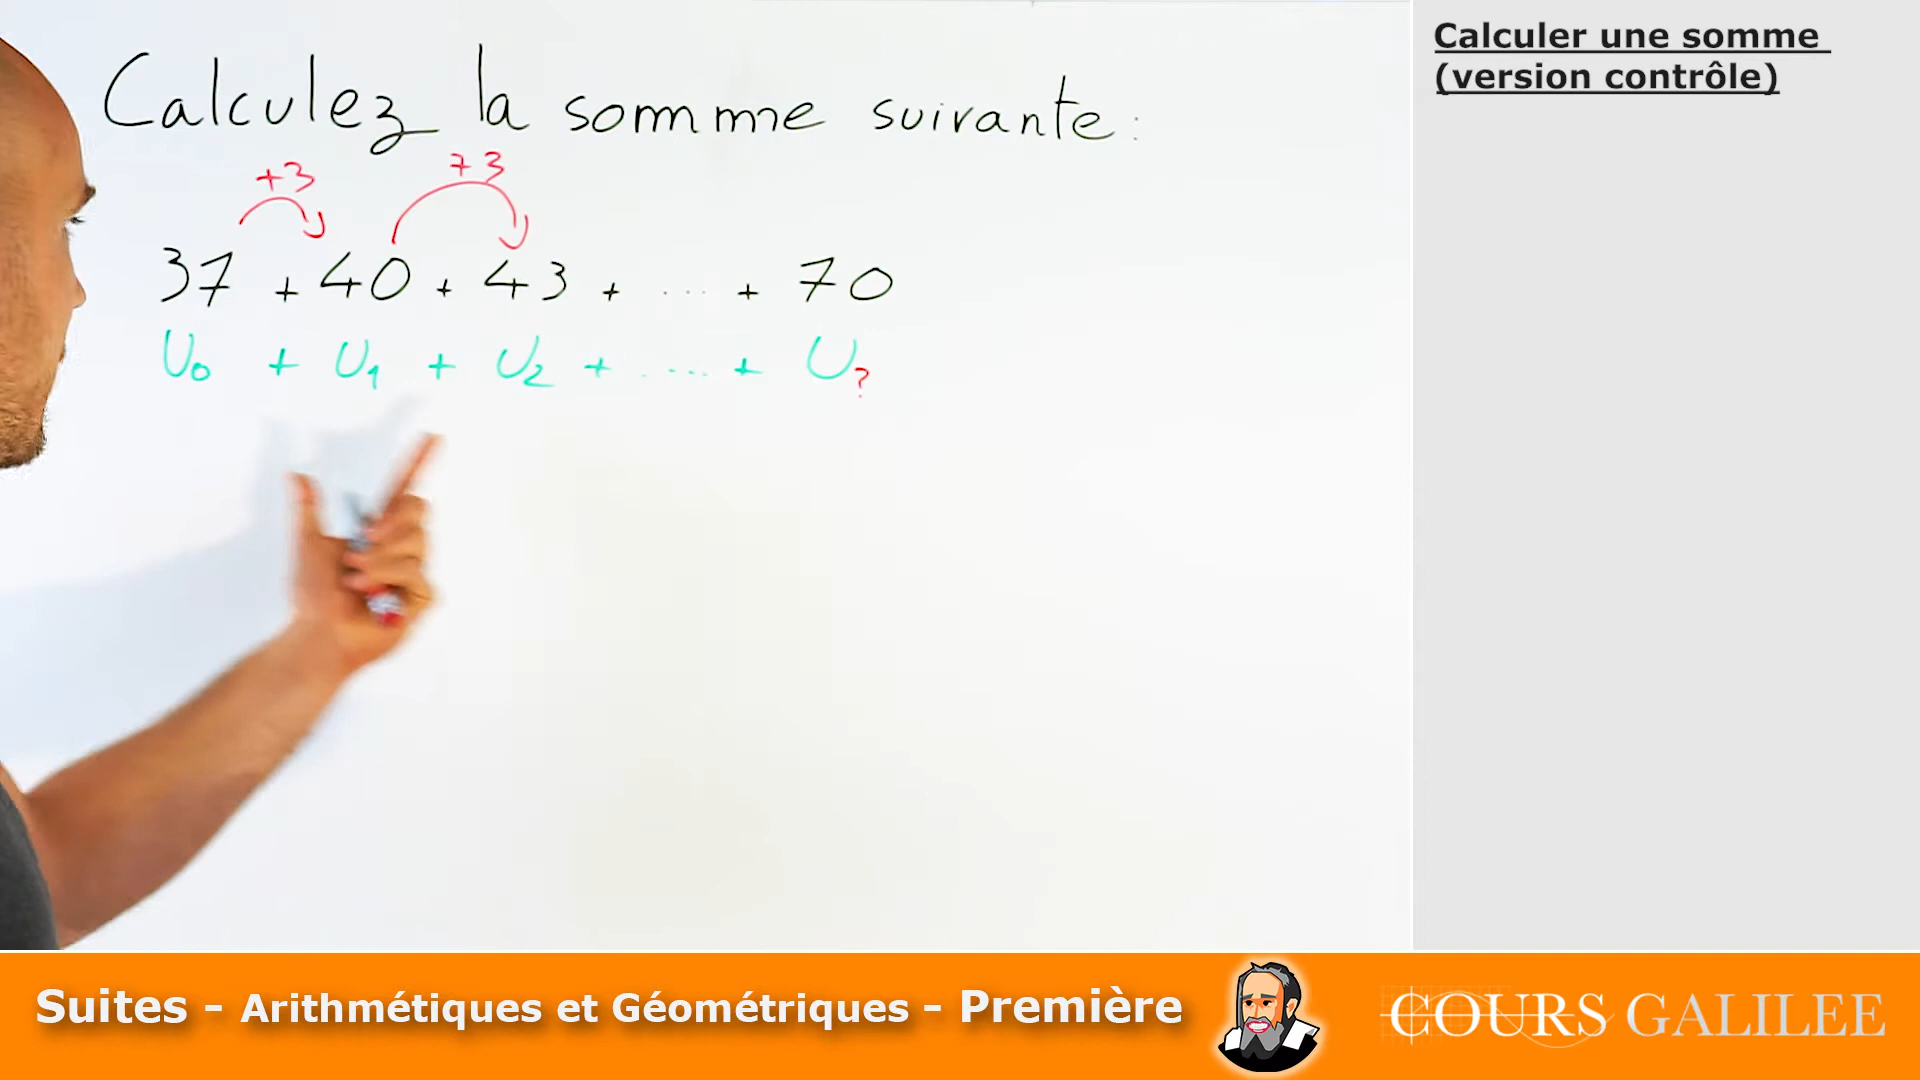 Calculez la somme suivante :
+3 +3
37 + 40 + 43 + .... + 70
U0 + U1 + U2 + ..... + U?
Calculer une somme
(version contrôle)
Suites - Arithmétiques et Géométriques - Première
COURS GALILEE